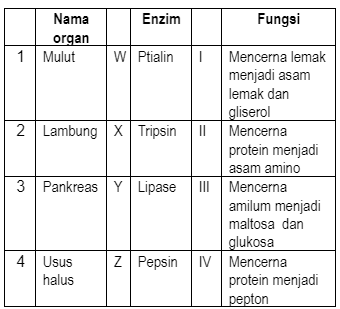 Nama organ Enzim Fungsi
1 Mulut W Ptialin I Mencerna lemak
menjadi asam
lemak dan
gliserol
2 Lambung X Tripsin II Mencerna
protein menjadi
asam amino
3 Pankreas Y Lipase III Mencerna
amilum menjadi
maltosa dan
glukosa
4 Usus halus Z Pepsin IV Mencerna
protein menjadi
pepton